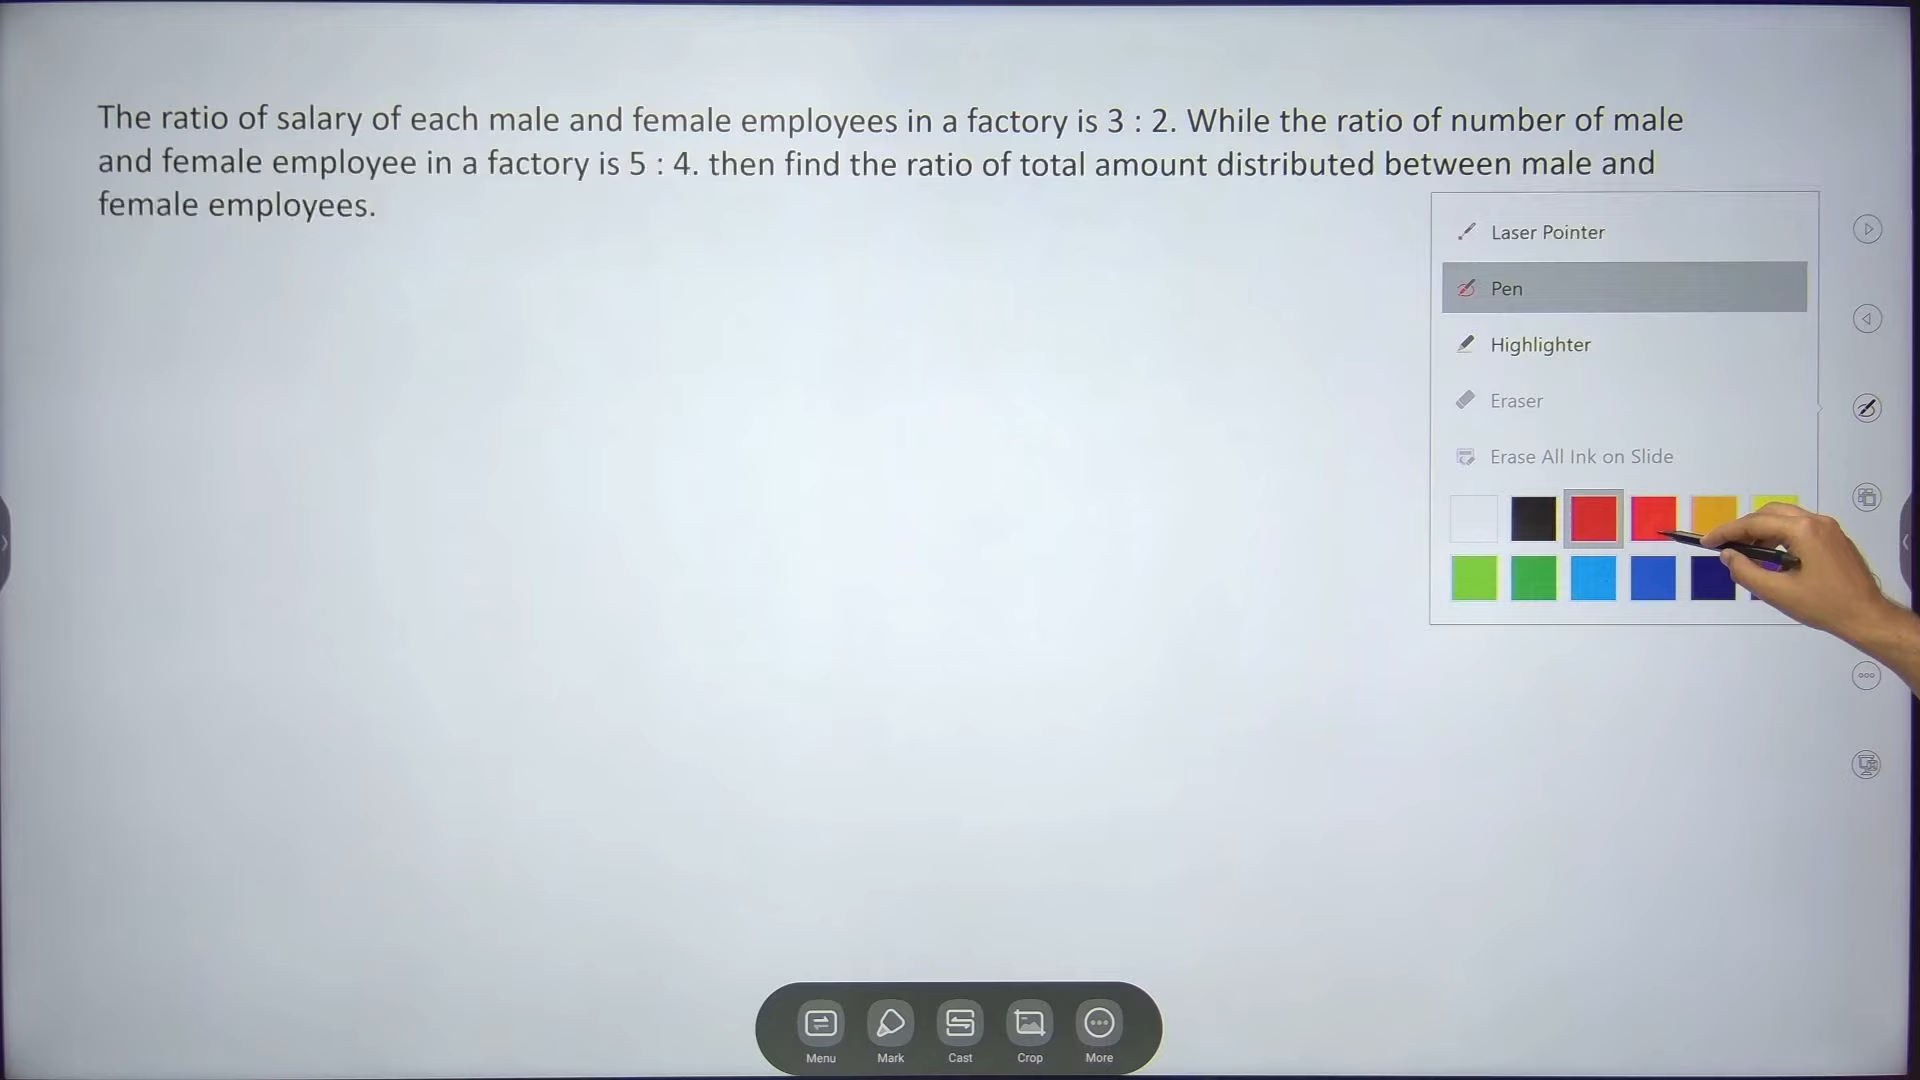 The ratio of salary of each male and female employees in a factory is 3 : 2. While the ratio of number of male
and female employee in a factory is 5 : 4. then find the ratio of total amount distributed between male and
female employees.
Laser Pointer
Pen
Highlighter
Eraser
Erase All Ink on Slide
Menu
Mark
Cast
Crop
More